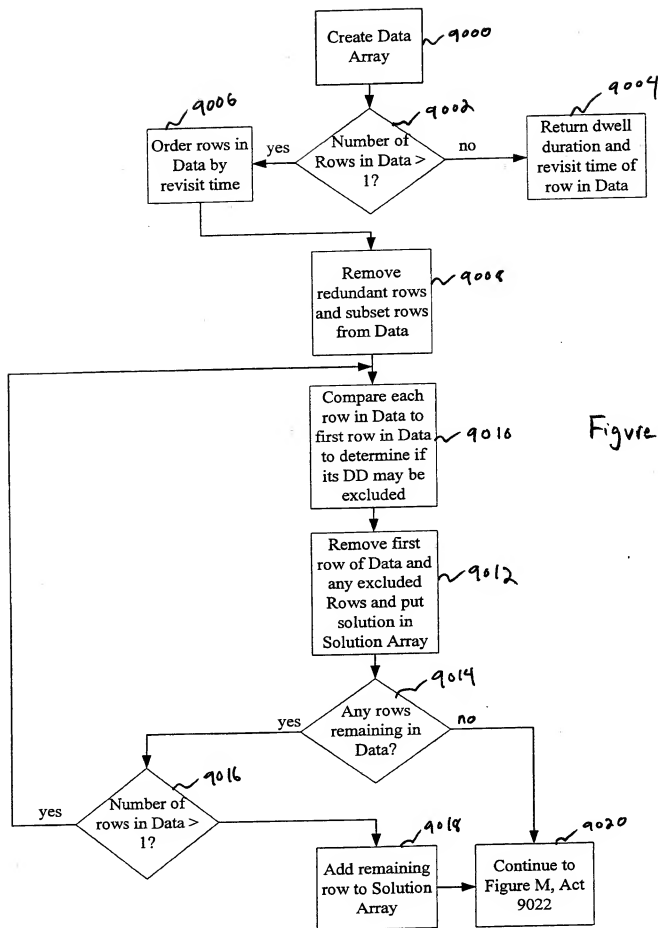 Create Data
Array
9000
9002
Number of
Rows in Data >
1?
yes
no
9006
Order rows in
Data by
revisit time
9004
Return dwell
duration and
revisit time of
row in Data
Remove
redundant rows
and subset rows
from Data
9008
Compare each
row in Data to
first row in Data
to determine if
its DD may be
excluded
9010
Figure
Remove first
row of Data and
any excluded
Rows and put
solution in
Solution Array
9012
9014
Any rows
remaining in
Data?
yes
no
9016
Number of
rows in Data >
1?
yes
9018
Add remaining
row to Solution
Array
9020
Continue to
Figure M, Act
9022